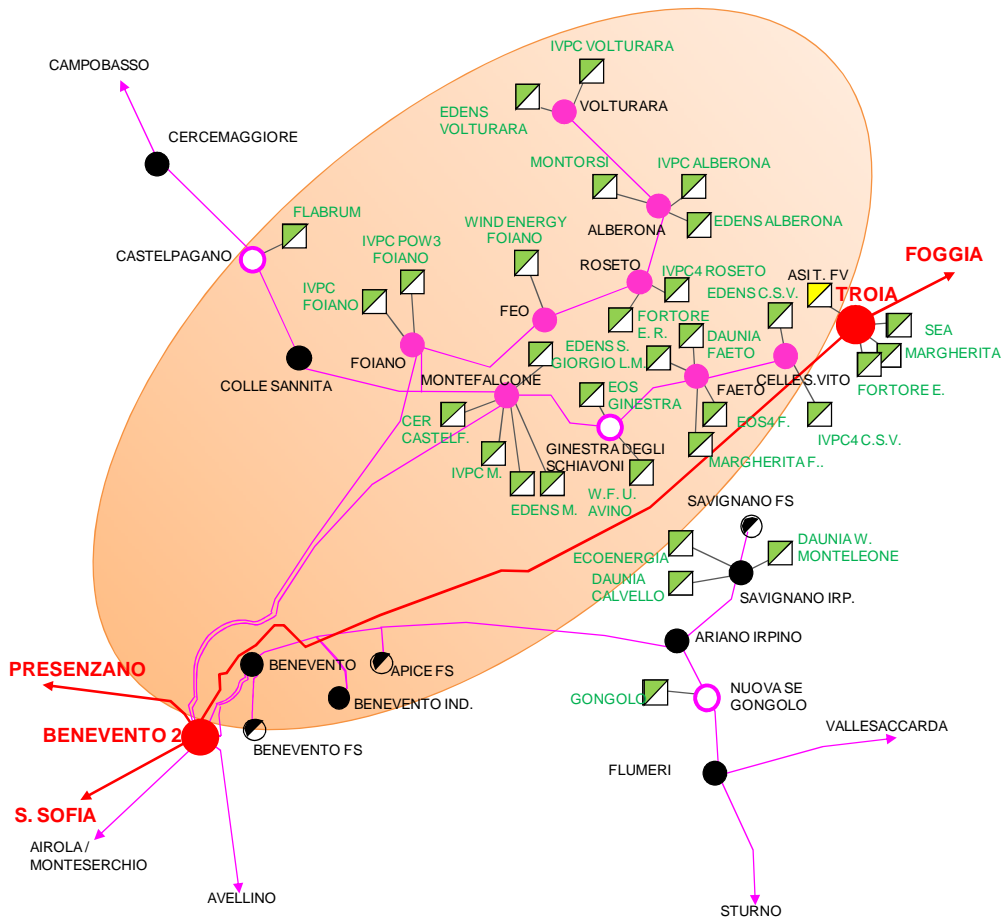 IVPC VOLTURARA
CAMPOBASSO
EDENS
VOLTURARA
VOLTURARA
CERCEMAGGIORE
MONTORSI
IVPC ALBERONA
FLABRUM
EDENS ALBERONA
WIND ENERGY
FOIANO
ALBERONA
IVPC POW3
FOIANO
CASTELPAGANO
FOGGIA
ROSETO
IVPC4 ROSETO
ASI T. FV
IVPC
FOIANO
TROIA
EDENS C.S.V.
FEO
FORTORE
E. R.
DAUNIA
FAETO
SEA
EDENS S.
GIORGIO L.M.
MARGHERITA
FOIANO
COLLE SANNITA
MONTEFALCONE
FAETO
CELLE S.VITO
FORTORE E.
EOS
GINESTRA
CER
CASTELF.
EOS4 F.
IVPC4 C.S.V.
GINESTRA DEGLI
SCHIAVONI
MARGHERITA F..
IVPC M.
EDENS M.
W.F. U.
AVINO
SAVIGNANO FS
ECOENERGIA
DAUNIA W.
MONTELEONE
DAUNIA
CALVELLO
SAVIGNANO IRP.
ARIANO IRPINO
PRESENZANO
BENEVENTO
APICE FS
BENEVENTO IND.
GONGOLO
NUOVA SE
GONGOLO
BENEVENTO 2
BENEVENTO FS
VALLESACCARDA
FLUMERI
S. SOFIA
AIROLA /
MONTESERCHIO
AVELLINO
STURNO